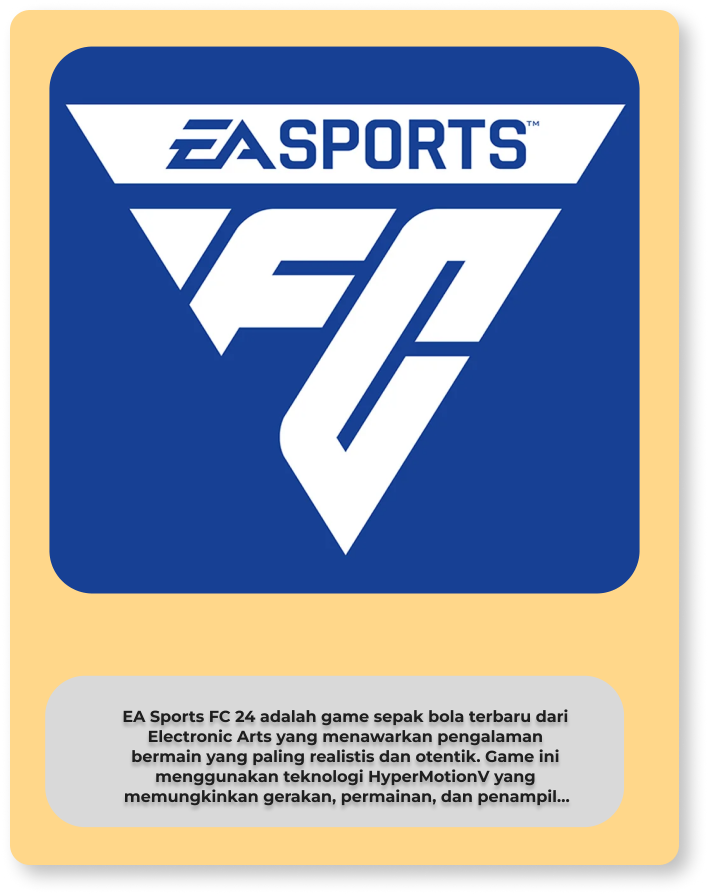 EA SPORTS™
FC
EA Sports FC 24 adalah game sepak bola terbaru dari
Electronic Arts yang menawarkan pengalaman
bermain yang paling realistis dan otentik. Game ini
menggunakan teknologi HyperMotionV yang
memungkinkan gerakan, permainan, dan penampil...